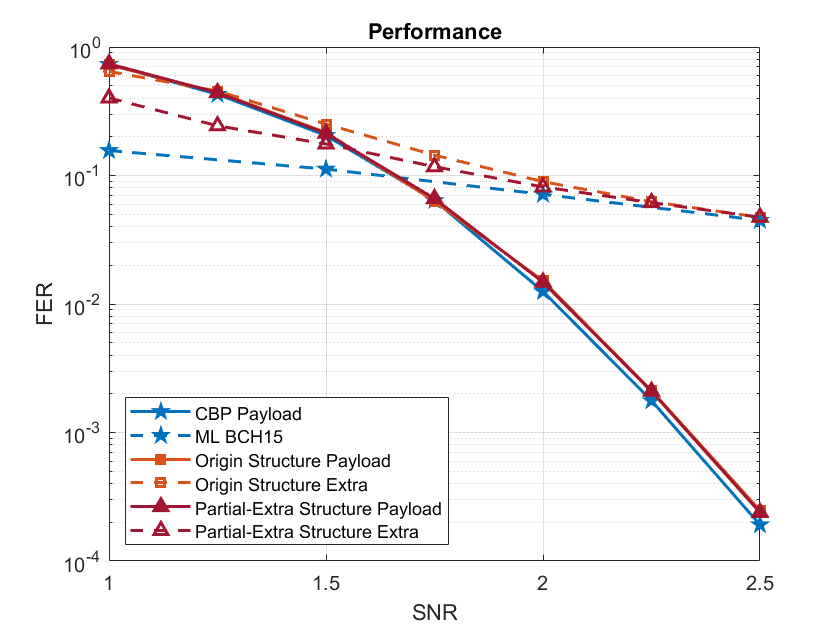 Performance
10^0
10^-1
10^-2
10^-3
10^-4
FER
CBP Payload
ML BCH15
Origin Structure Payload
Origin Structure Extra
Partial-Extra Structure Payload
Partial-Extra Structure Extra
1 1.5 2 2.5
SNR